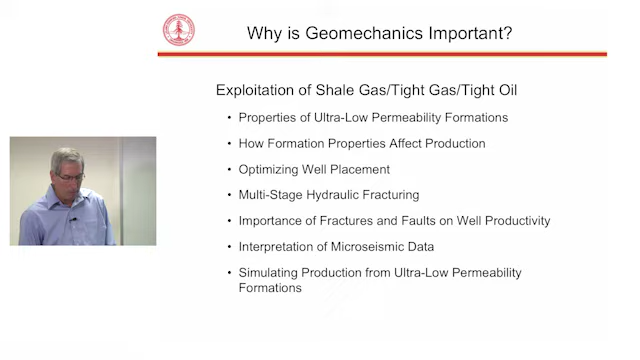 Why is Geomechanics Important?
Exploitation of Shale Gas/Tight Gas/Tight Oil
• Properties of Ultra-Low Permeability Formations
• How Formation Properties Affect Production
• Optimizing Well Placement
• Multi-Stage Hydraulic Fracturing
• Importance of Fractures and Faults on Well Productivity
• Interpretation of Microseismic Data
• Simulating Production from Ultra-Low Permeability
Formations